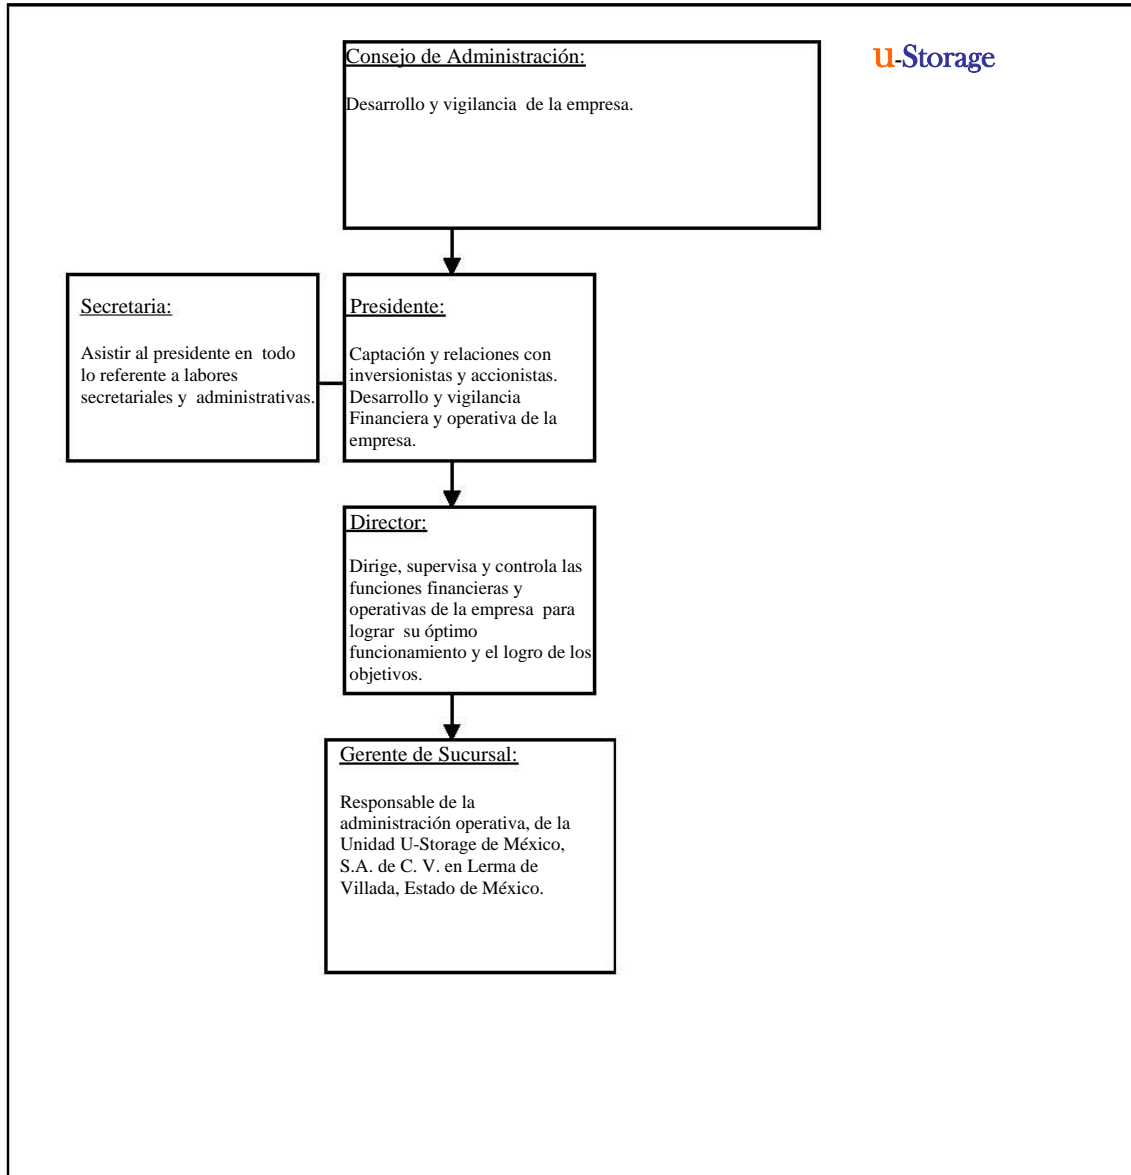 Consejo de Administración:
u-Storage
Desarrollo y vigilancia de la empresa.
Secretaria:
Asistir al presidente en todo
lo referente a labores
secretariales y administrativas.
Presidente:
Captación y relaciones con
inversionistas y accionistas.
Desarrollo y vigilancia
Financiera y operativa de la
empresa.
Director:
Dirige, supervisa y controla las
funciones financieras y
operativas de la empresa para
lograr su óptimo
funcionamiento y el logro de los
objetivos.
Gerente de Sucursal:
Responsable de la
administración operativa, de la
Unidad U-Storage de México,
S.A. de C. V. en Lerma de
Villada, Estado de México.